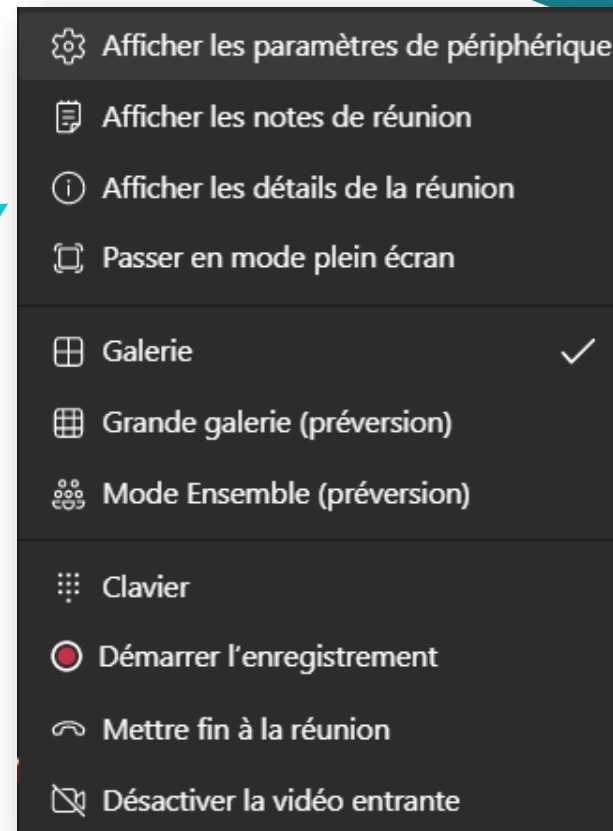 Afficher les paramètres de périphérique
Afficher les notes de réunion
Afficher les détails de la réunion
Passer en mode plein écran
Galerie
Grande galerie (préversion)
Mode Ensemble (préversion)
Clavier
Démarrer l'enregistrement
Mettre fin à la réunion
Désactiver la vidéo entrante